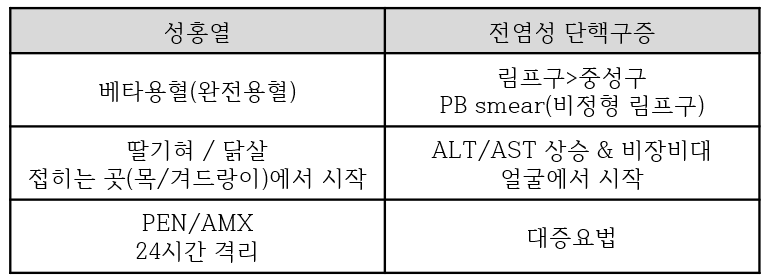 성홍열
전염성 단핵구증
베타용혈(완전용혈)
림프구>중성구
PB smear(비정형 림프구)
딸기혀 / 닭살
접히는 곳(목/겨드랑이)에서 시작
ALT/AST 상승 & 비장비대
얼굴에서 시작
PEN/AMX
24시간 격리
대증요법